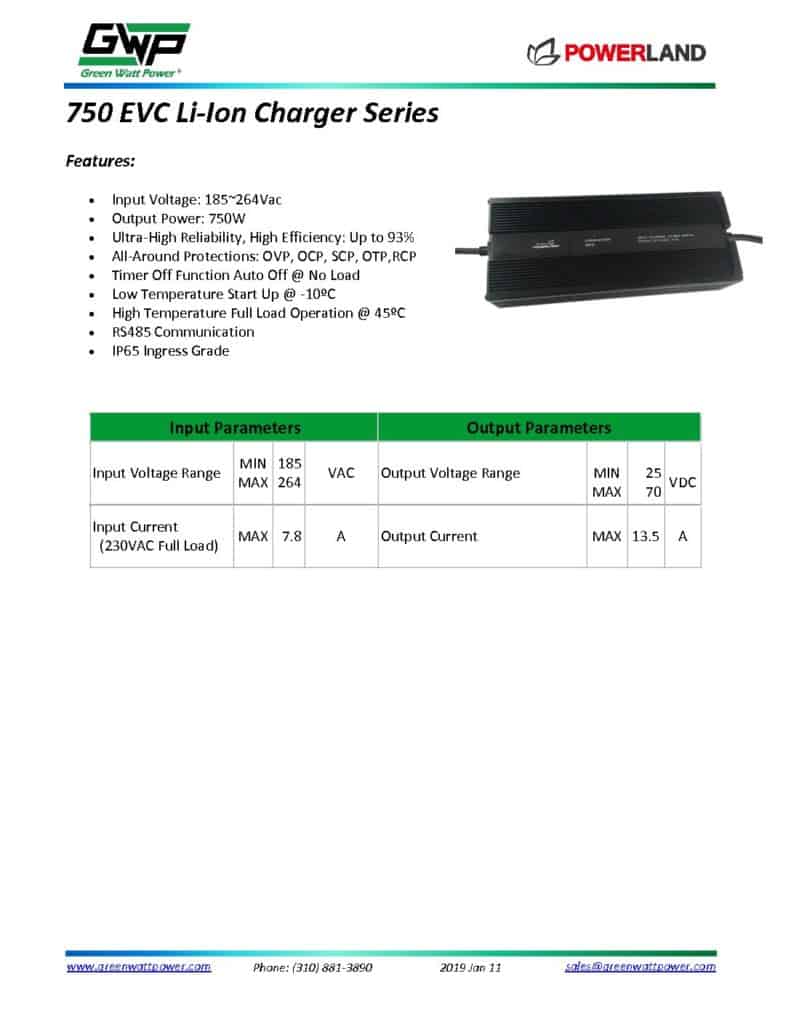 GWP
Green Watt Power
POWERLAND
750 EVC Li-Ion Charger Series
Features:
• Input Voltage: 185~264Vac
• Output Power: 750W
• Ultra-High Reliability, High Efficiency: Up to 93%
• All-Around Protections: OVP, OCP, SCP, OTP,RCP
• Timer Off Function Auto Off @ No Load
• Low Temperature Start Up @ -10ºC
• High Temperature Full Load Operation @ 45ºC
• RS485 Communication
• IP65 Ingress Grade
Input Parameters Output Parameters
Input Voltage Range MIN 185 VAC Output Voltage Range MIN 25 VDC
MAX 264 MAX 70
Input Current
(230VAC Full Load) MAX 7.8 A Output Current MAX 13.5 A
www.greenwattpower.com Phone: (310) 881-3890 2019 Jan 11 sales@greenwattpower.com